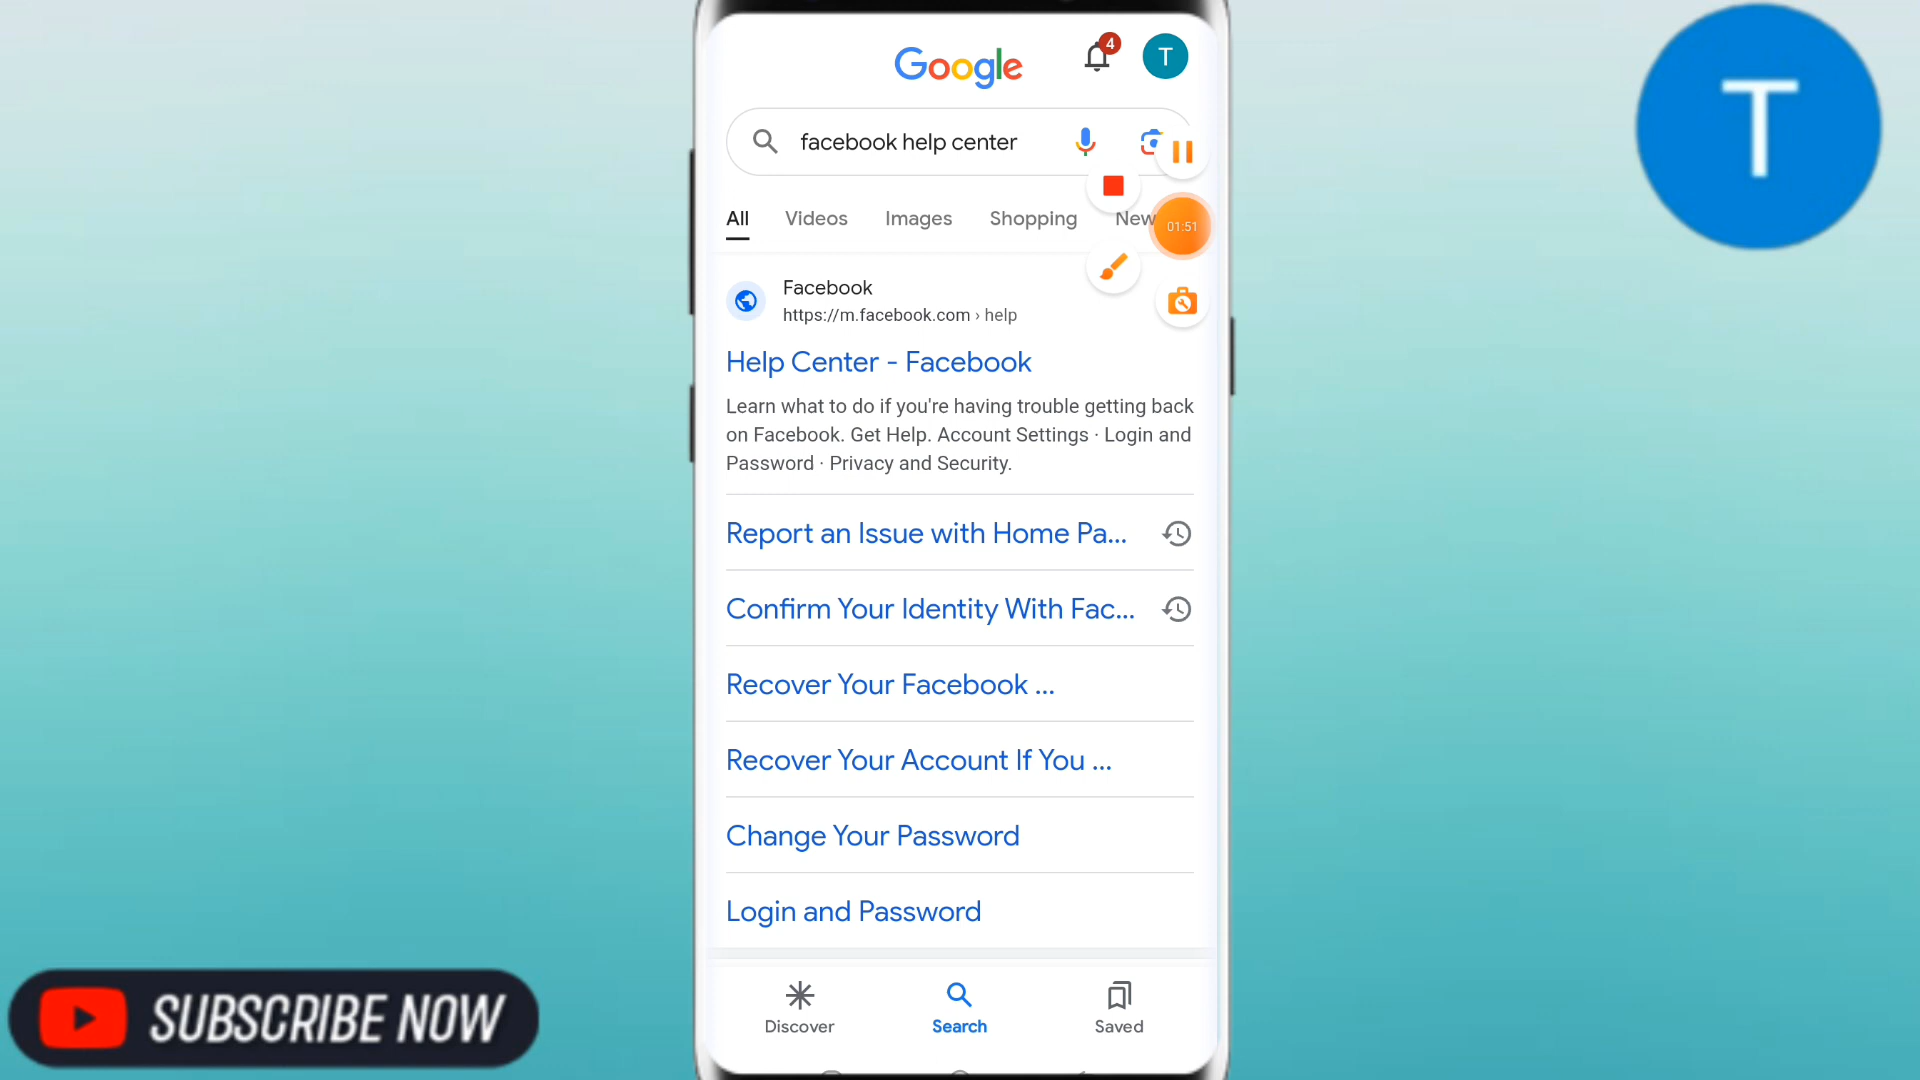 Google
4
T
facebook help center
All Videos Images Shopping New
01:51
Facebook
https://m.facebook.com › help
Help Center - Facebook
Learn what to do if you're having trouble getting back
on Facebook. Get Help. Account Settings · Login and
Password · Privacy and Security.
Report an Issue with Home Pa...
Confirm Your Identity With Fac...
Recover Your Facebook ...
Recover Your Account If You ...
Change Your Password
Login and Password
Discover Search Saved
T
SUBSCRIBE NOW